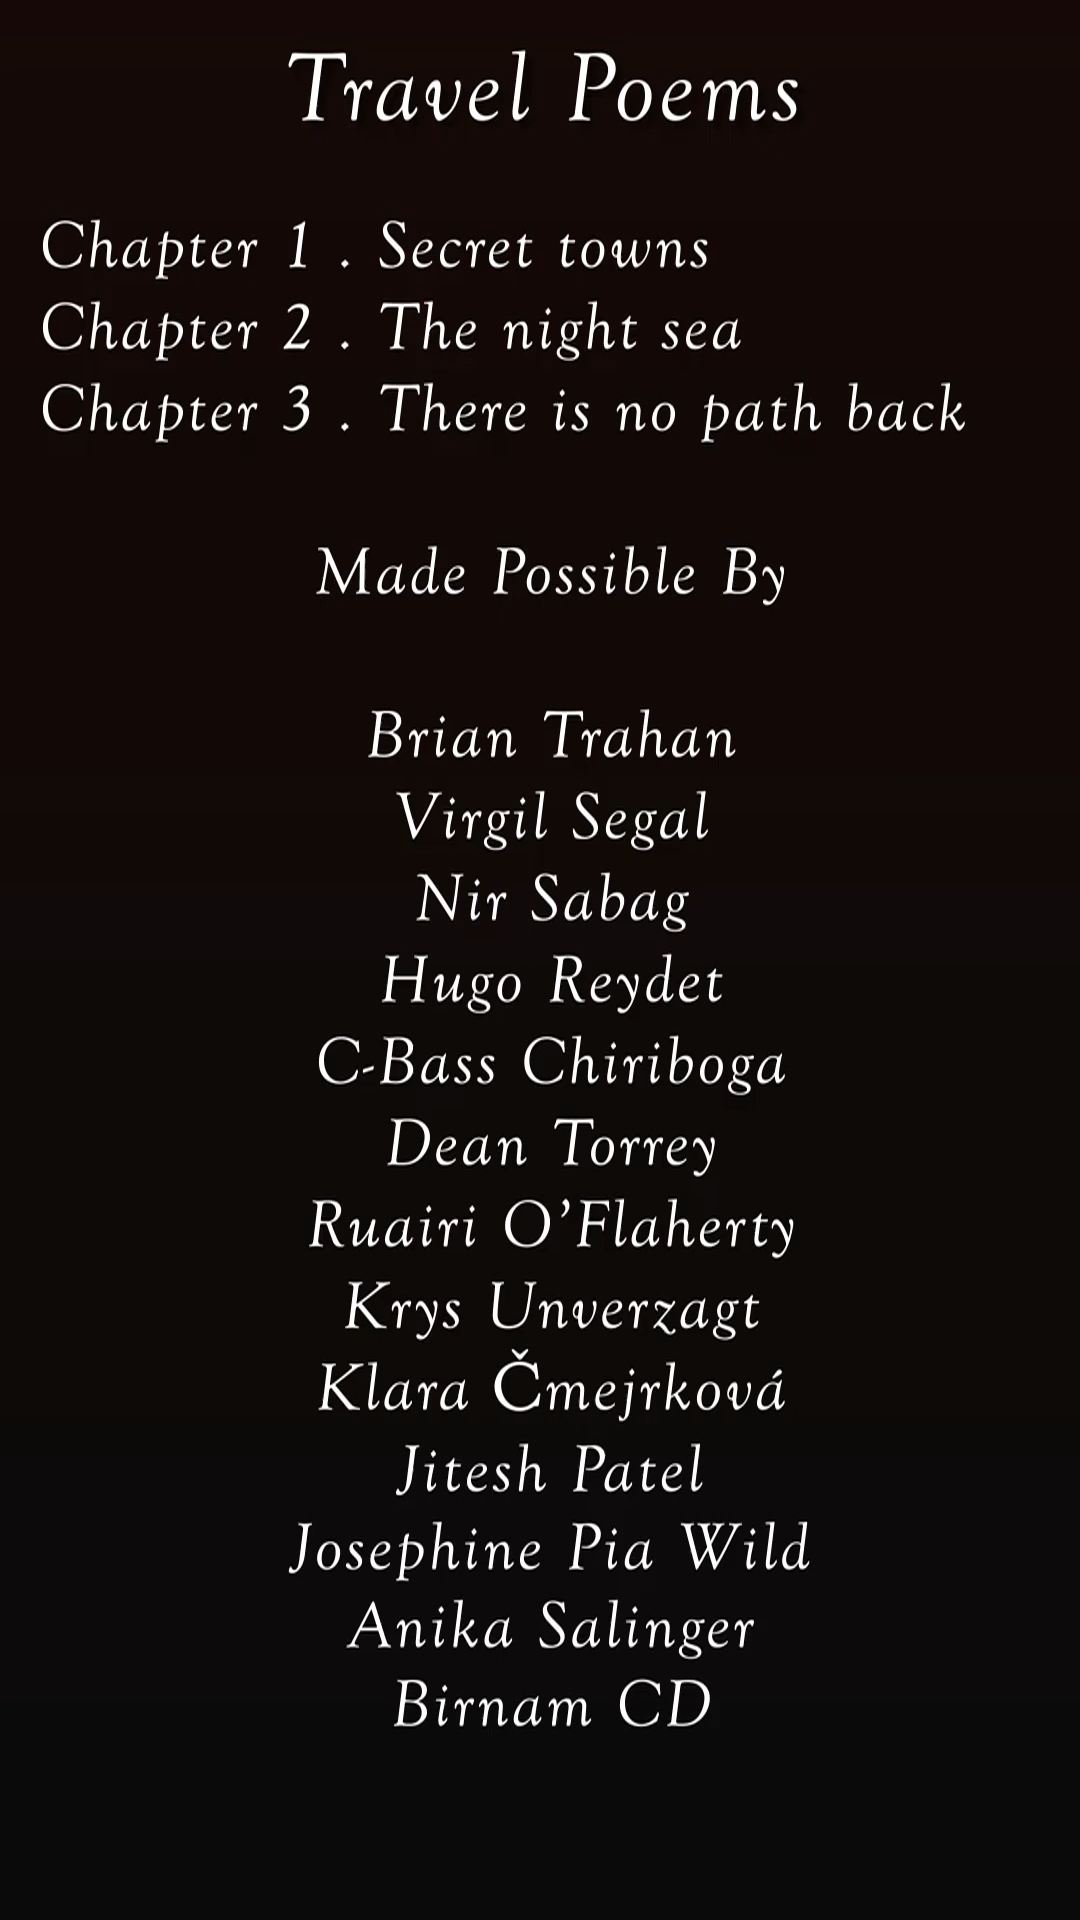 Travel Poems
Chapter 1 . Secret towns
Chapter 2 . The night sea
Chapter 3 . There is no path back
Made Possible By
Brian Trahan
Virgil Segal
Nir Sabag
Hugo Reydet
C-Bass Chiriboga
Dean Torrey
Ruairi O’Flaherty
Krys Unverzagt
Klara Čmejrková
Jitesh Patel
Josephine Pia Wild
Anika Salinger
Birnam CD